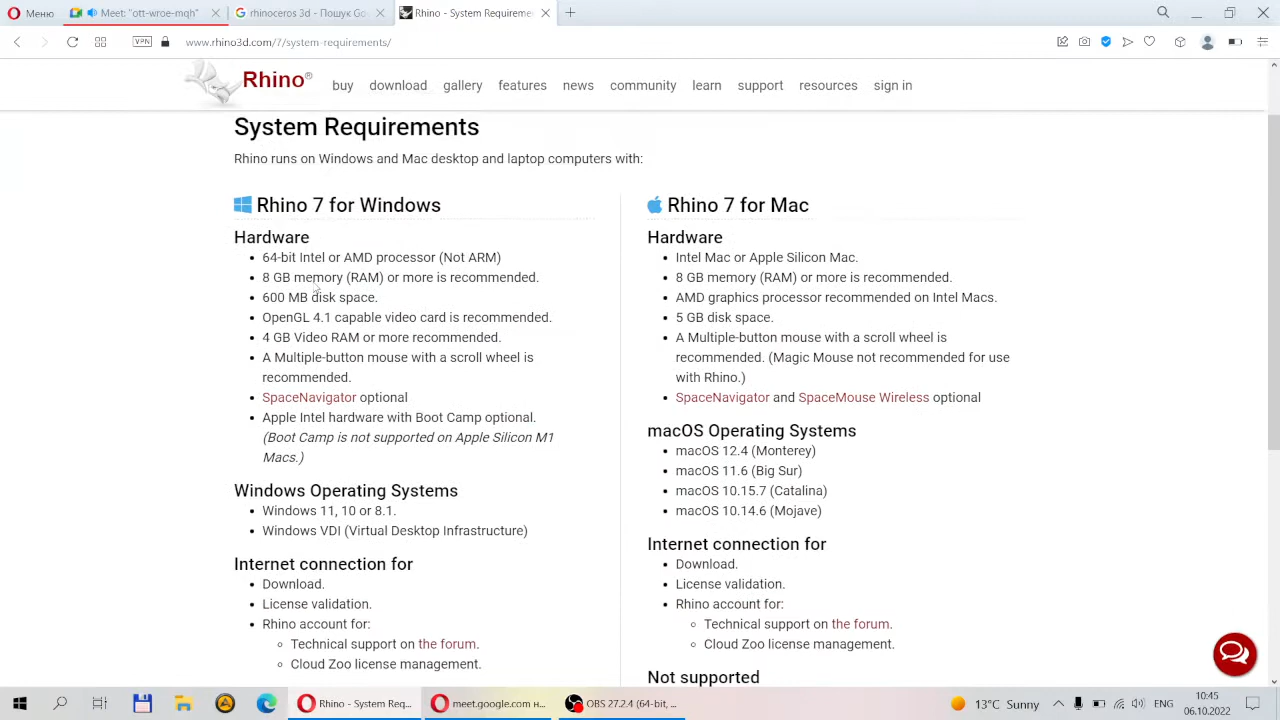 Meet "ott-mqh"
3-Google
Rhino - System Requirem
VPN
www.rhino3d.com/7/system-requirements/
Rhino®
buy
download
gallery
features
news
community
learn
support
resources
sign in
System Requirements
Rhino runs on Windows and Mac desktop and laptop computers with:
Rhino 7 for Windows
Hardware
64-bit Intel or AMD processor (Not ARM)
8 GB memory (RAM) or more is recommended.
600 MB disk space.
OpenGL 4.1 capable video card is recommended.
4 GB Video RAM or more recommended.
A Multiple-button mouse with a scroll wheel is
recommended.
SpaceNavigator optional
Apple Intel hardware with Boot Camp optional.
(Boot Camp is not supported on Apple Silicon M1
Macs.)
Windows Operating Systems
Windows 11, 10 or 8.1.
Windows VDI (Virtual Desktop Infrastructure)
Internet connection for
Download.
License validation.
Rhino account for:
Technical support on the forum.
Cloud Zoo license management.
Rhino 7 for Mac
Hardware
Intel Mac or Apple Silicon Mac.
8 GB memory (RAM) or more is recommended.
AMD graphics processor recommended on Intel Macs.
5 GB disk space.
A Multiple-button mouse with a scroll wheel is
recommended. (Magic Mouse not recommended for use
with Rhino.)
SpaceNavigator and SpaceMouse Wireless optional
macOS Operating Systems
macOS 12.4 (Monterey)
macOS 11.6 (Big Sur)
macOS 10.15.7 (Catalina)
macOS 10.14.6 (Mojave)
Internet connection for
Download.
License validation.
Rhino account for:
Technical support on the forum.
Cloud Zoo license management.
Not supported
Rhino - System Req...
meet.google.com н...
OBS 27.2.4 (64-bit, ...
13°C Sunny
ENG
10:45
06.10.2022